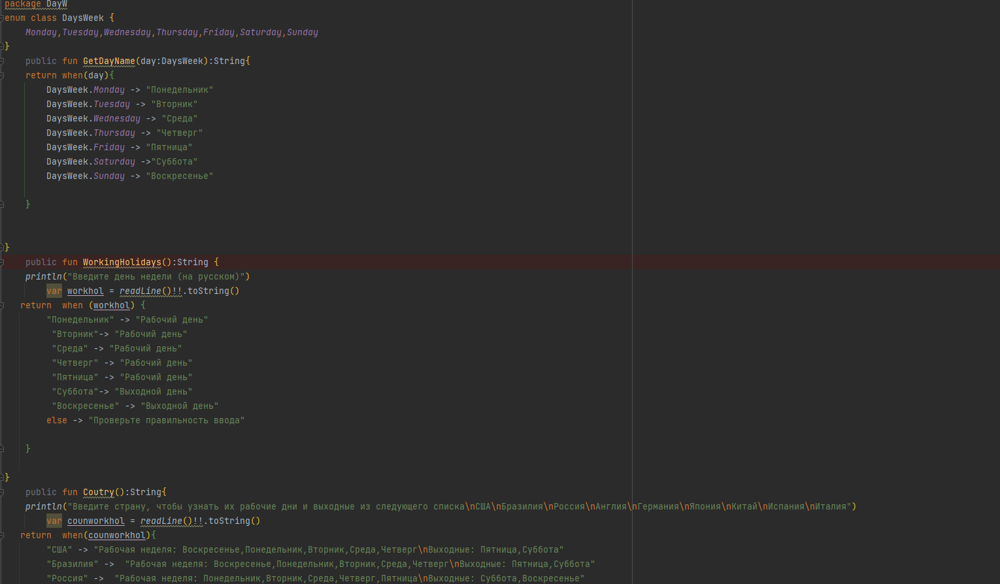 package DayW
enum class DaysWeek {
Monday,Tuesday,Wednesday,Thursday,Friday,Saturday,Sunday
}
public fun GetDayName(day:DaysWeek):String{
return when(day){
DaysWeek.Monday -> "Понедельник"
DaysWeek.Tuesday -> "Вторник"
DaysWeek.Wednesday -> "Среда"
DaysWeek.Thursday -> "Четверг"
DaysWeek.Friday -> "Пятница"
DaysWeek.Saturday ->"Суббота"
DaysWeek.Sunday -> "Воскресенье"
}
}
public fun WorkingHolidays():String {
println("Введите день недели (на русском)")
var workhol = readLine()!!.toString()
return  when (workhol) {
"Понедельник" -> "Рабочий день"
"Вторник"-> "Рабочий день"
"Среда" -> "Рабочий день"
"Четверг" -> "Рабочий день"
"Пятница" -> "Рабочий день"
"Суббота"-> "Выходной день"
"Воскресенье" -> "Выходной день"
else -> "Проверьте правильность ввода"
}
}
public fun Coutry():String{
println("Введите страну, чтобы узнать их рабочие дни и выходные из следующего списка\nСША\nБразилия\nРоссия\nАнглия\nГермания\nЯпония\nКитай\nИспания\nИталия")
var counworkhol = readLine()!!.toString()
return  when(counworkhol){
"США" -> "Рабочая неделя: Воскресенье,Понедельник,Вторник,Среда,Четверг\nВыходные: Пятница,Суббота"
"Бразилия" ->  "Рабочая неделя: Воскресенье,Понедельник,Вторник,Среда,Четверг\nВыходные: Пятница,Суббота"
"Россия" ->  "Рабочая неделя: Понедельник,Вторник,Среда,Четверг,Пятница\nВыходные: Суббота,Воскресенье"